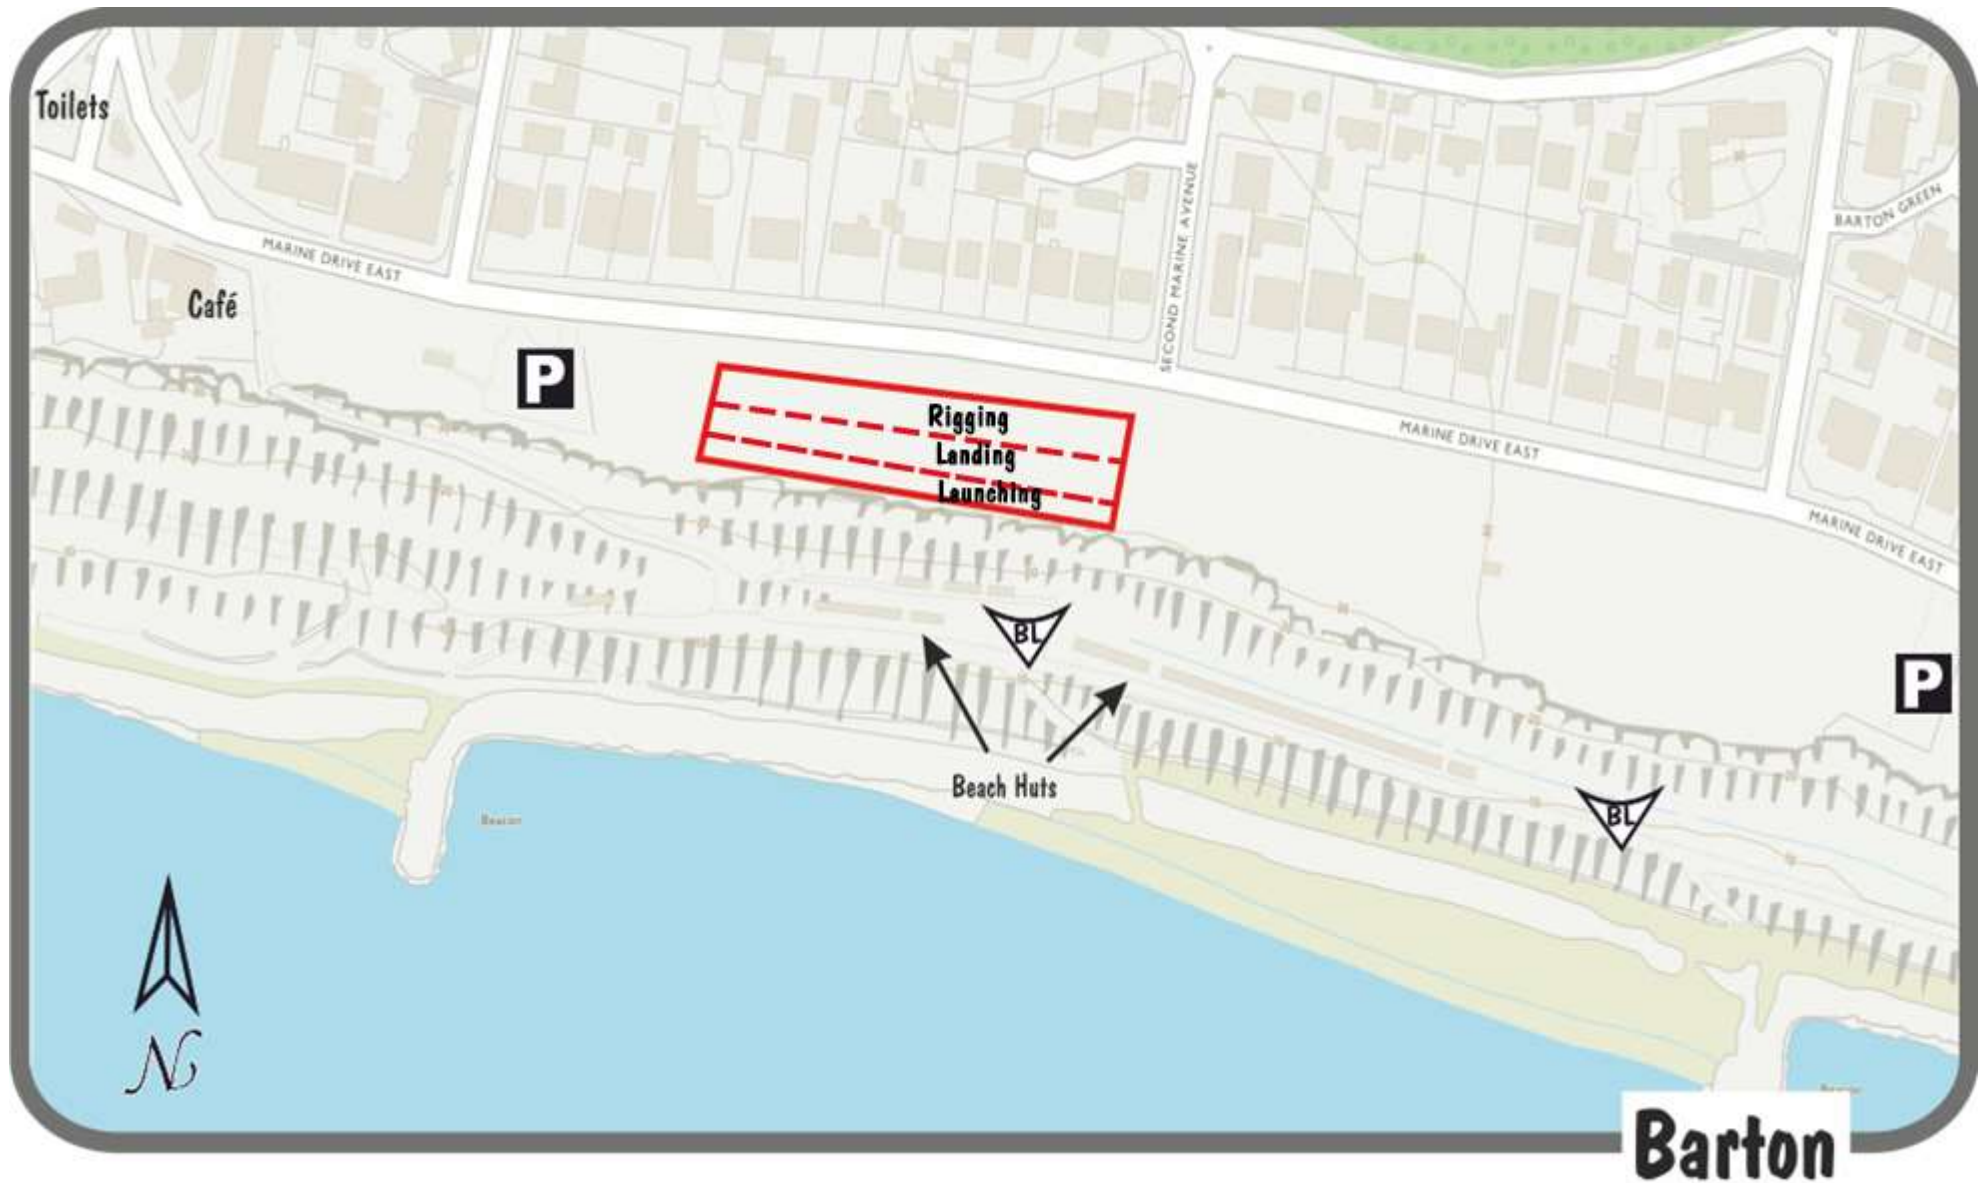 Toilets
BARTON GREEN
MARINE DRIVE EAST
SECOND MARINE AVENUE
Café
P
Rigging
Landing
Launching
MARINE DRIVE EAST
MARINE DRIVE EAST
BL
P
Beach Huts
BL
Beacon
N
Barton